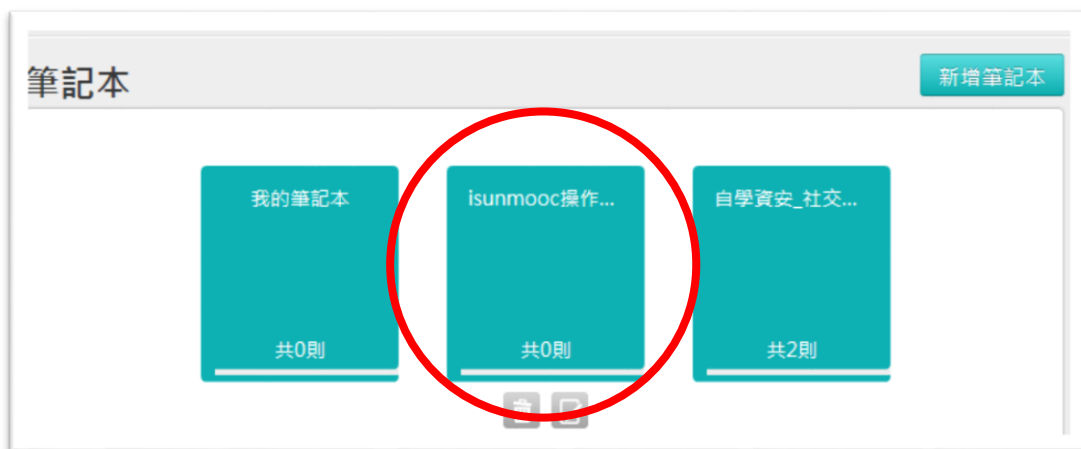 筆記本
新增筆記本
我的筆記本
共0則
isunmooc操作...
共0則
自學資安_社交...
共2則